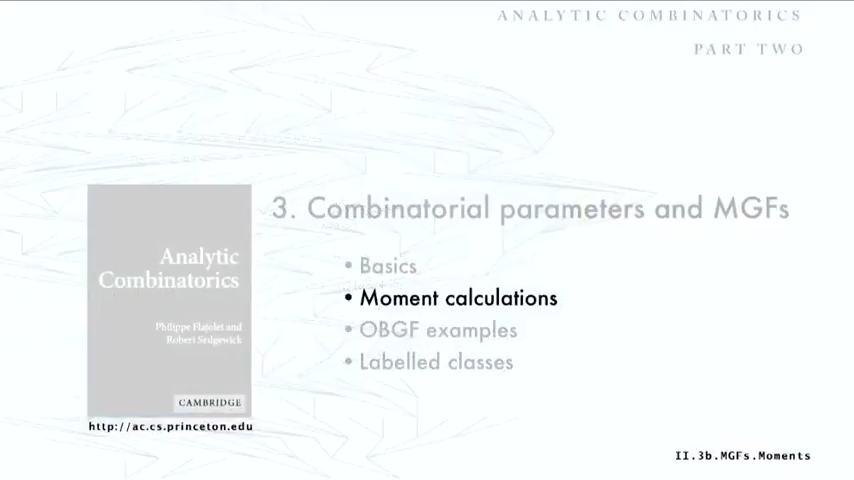 ANALYTIC COMBINATORICS
PART TWO
3. Combinatorial parameters and MGFs
Analytic
Combinatorics
Philippe Flajolet and
Robert Sedgewick
CAMBRIDGE
http://ac.cs.princeton.edu
• Basics
• Moment calculations
• OBGF examples
• Labelled classes
II.3b.MGFs.Moments